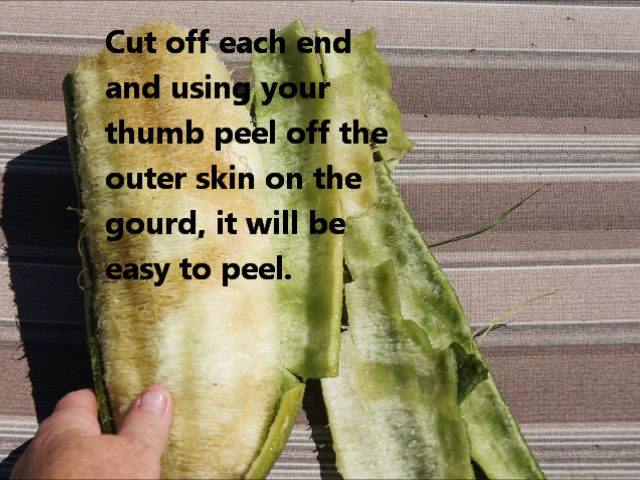 Cut off each end
and using your
thumb peel off the
outer skin on the
gourd, it will be
easy to peel.